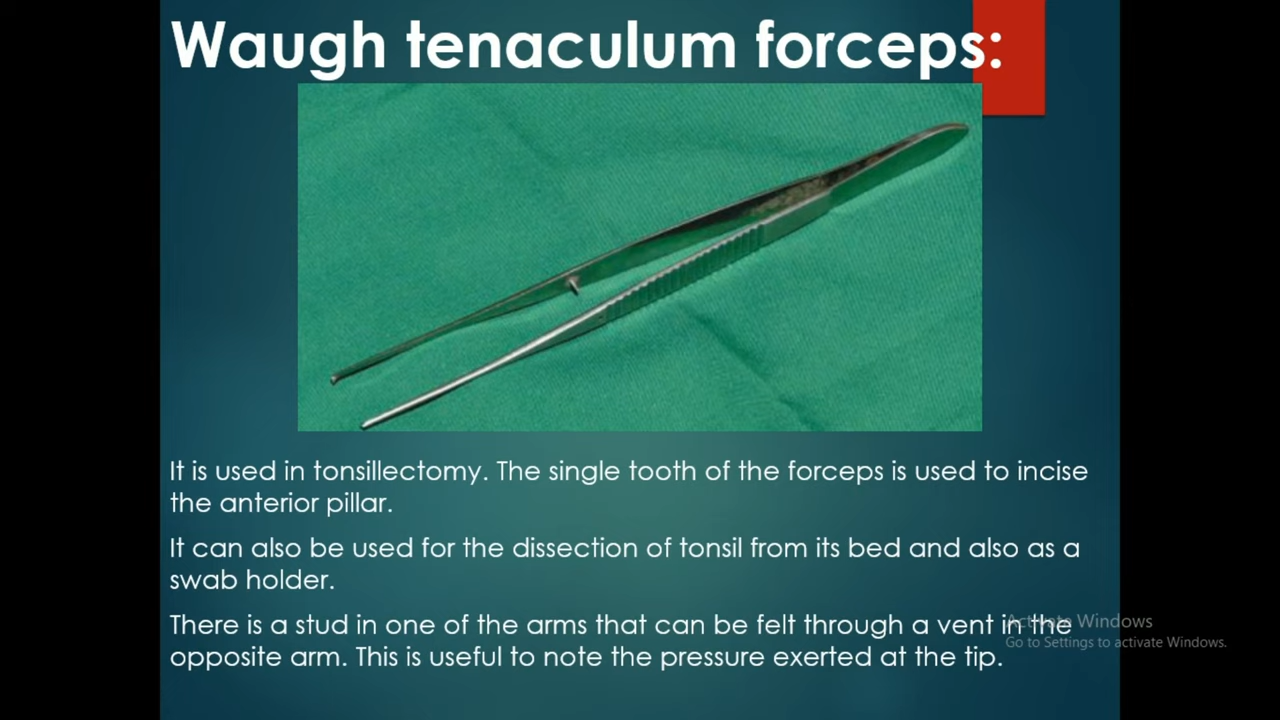 Waugh tenaculum forceps:
It is used in tonsillectomy. The single tooth of the forceps is used to incise
the anterior pillar.
It can also be used for the dissection of tonsil from its bed and also as a
swab holder.
There is a stud in one of the arms that can be felt through a vent in the
opposite arm. This is useful to note the pressure exerted at the tip.
Activate Windows
Go to Settings to activate Windows.